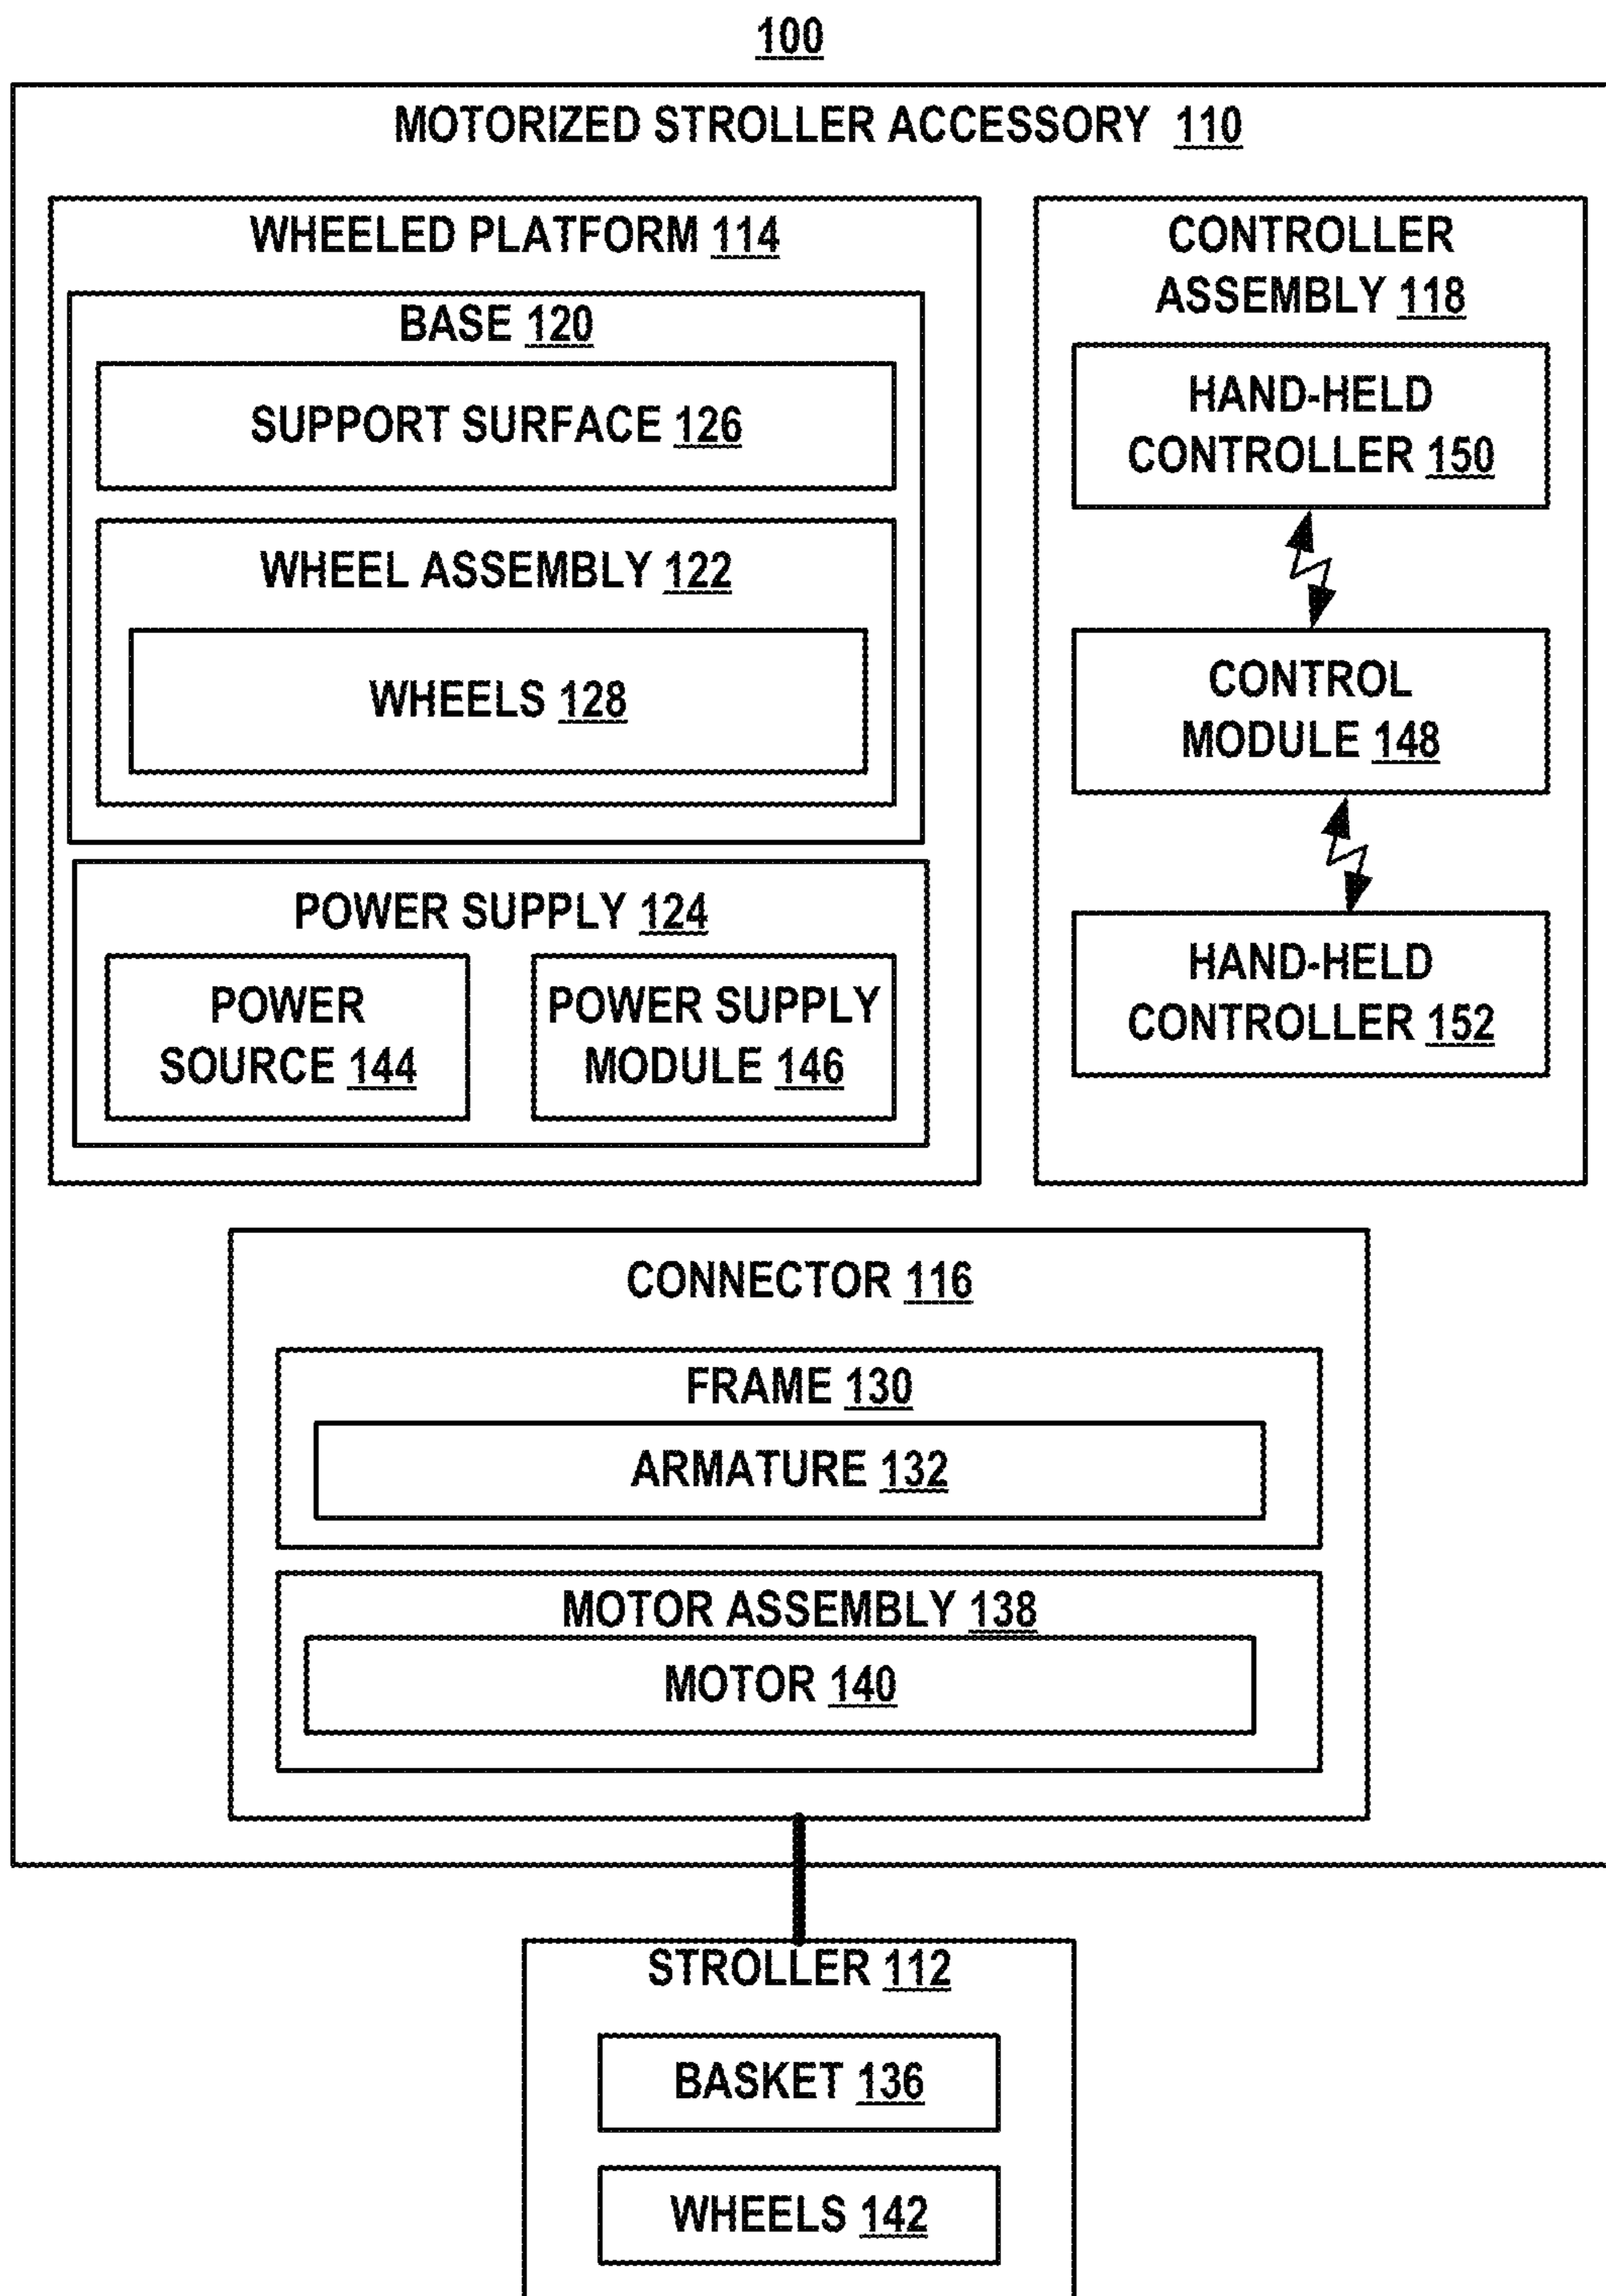 100
MOTORIZED STROLLER ACCESSORY 110
WHEELED PLATFORM 114
BASE 120
SUPPORT SURFACE 126
WHEEL ASSEMBLY 122
WHEELS 128
POWER SUPPLY 124
POWER
SOURCE 144
POWER SUPPLY
MODULE 146
CONTROLLER
ASSEMBLY 118
HAND-HELD
CONTROLLER 150
CONTROL
MODULE 148
HAND-HELD
CONTROLLER 152
CONNECTOR 116
FRAME 130
ARMATURE 132
MOTOR ASSEMBLY 138
MOTOR 140
STROLLER 112
BASKET 136
WHEELS 142